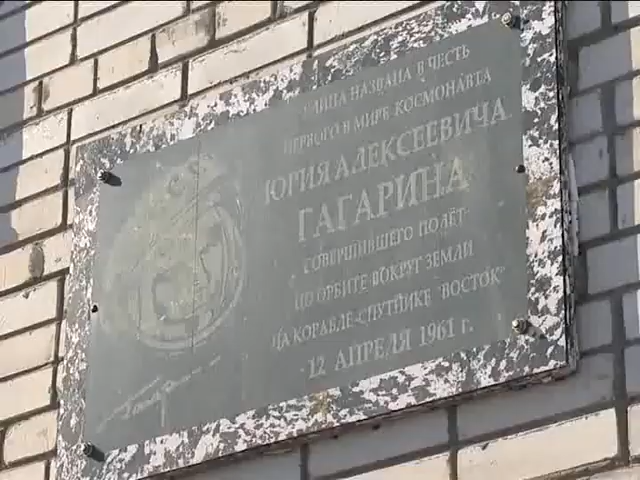 УЛИЦА НАЗВАНА В ЧЕСТЬ
ПЕРВОГО В МИРЕ КОСМОНАВТА
ЮРИЯ АЛЕКСЕЕВИЧА
ГАГАРИНА
СОВЕРШИВШЕГО ПОЛЁТ
ПО ОРБИТЕ ВОКРУГ ЗЕМЛИ
НА КОРАБЛЕ-СПУТНИКЕ "ВОСТОК"
12 АПРЕЛЯ 1961 г.